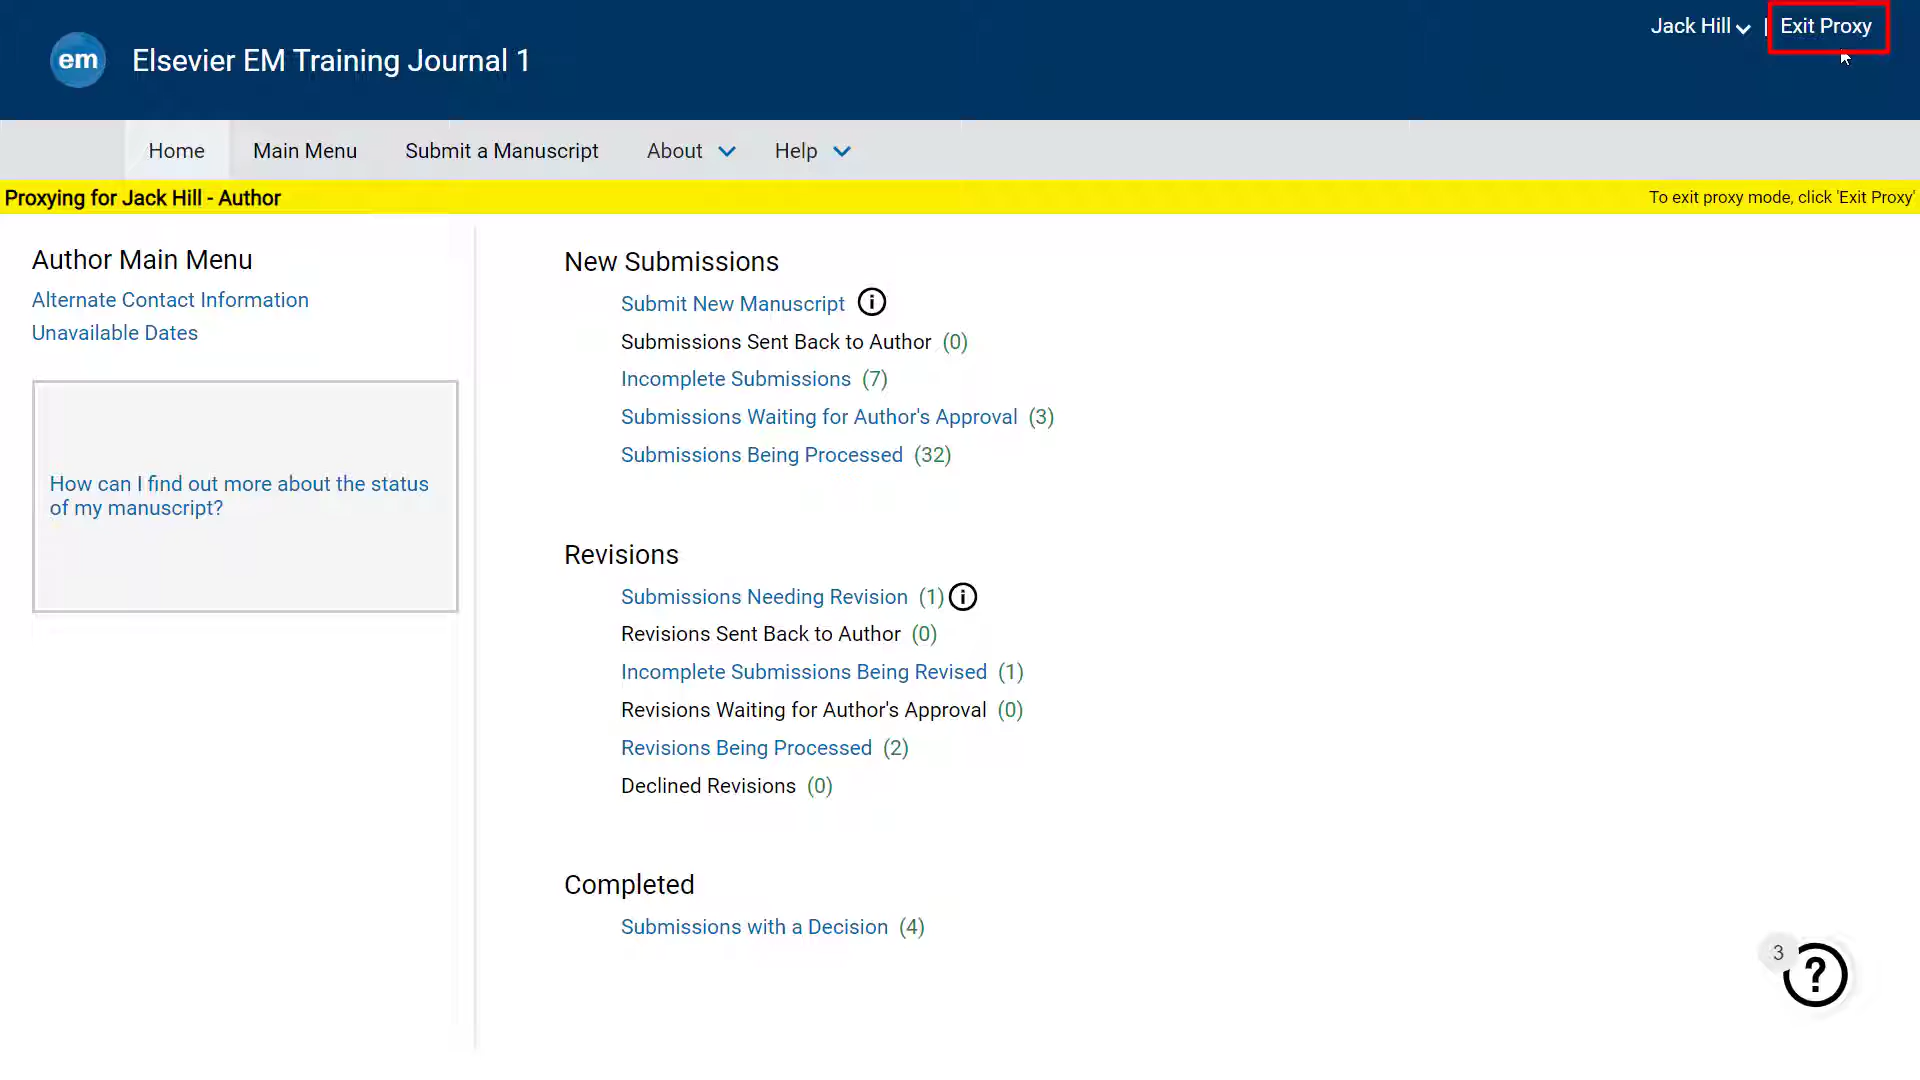 Jack Hill | Exit Proxy
em Elsevier EM Training Journal 1
Home Main Menu Submit a Manuscript About Help
Proxying for Jack Hill - Author To exit proxy mode, click 'Exit Proxy'
Author Main Menu
Alternate Contact Information
Unavailable Dates
How can I find out more about the status
of my manuscript?
New Submissions
Submit New Manuscript i
Submissions Sent Back to Author (0)
Incomplete Submissions (7)
Submissions Waiting for Author's Approval (3)
Submissions Being Processed (32)
Revisions
Submissions Needing Revision (1) i
Revisions Sent Back to Author (0)
Incomplete Submissions Being Revised (1)
Revisions Waiting for Author's Approval (0)
Revisions Being Processed (2)
Declined Revisions (0)
Completed
Submissions with a Decision (4)
3
?